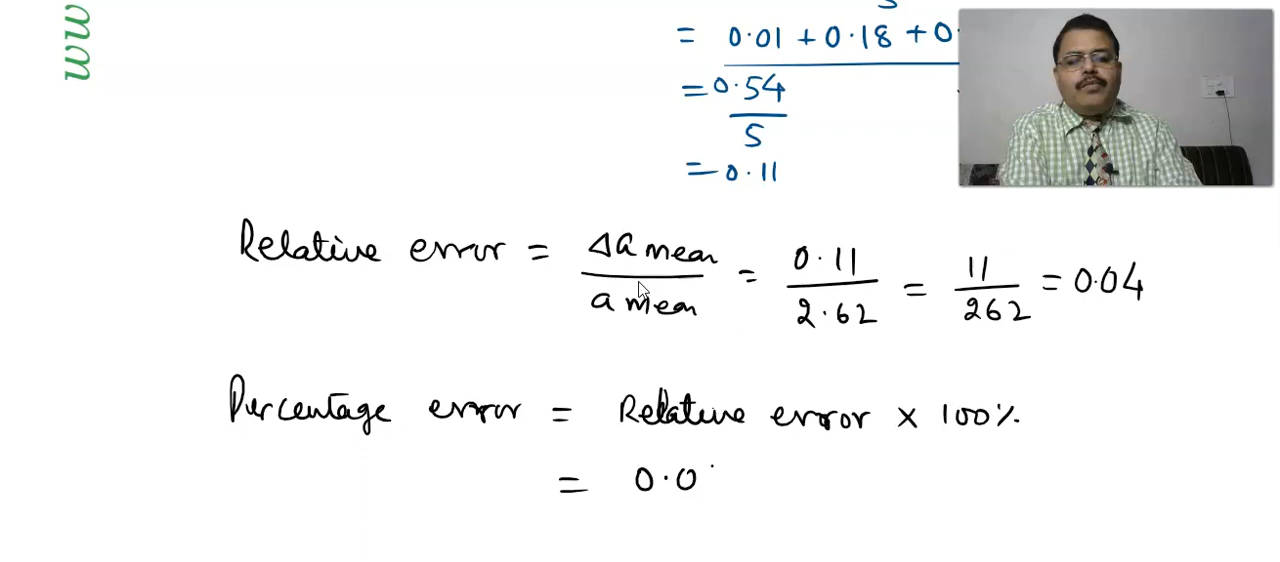 ww
= 0.01 + 0.18 + 0.
= 0.54
5
= 0.11
Relative error = Δa mean / a mean = 0.11 / 2.62 = 11 / 262 = 0.04
Percentage error = Relative error × 100%
= 0.0